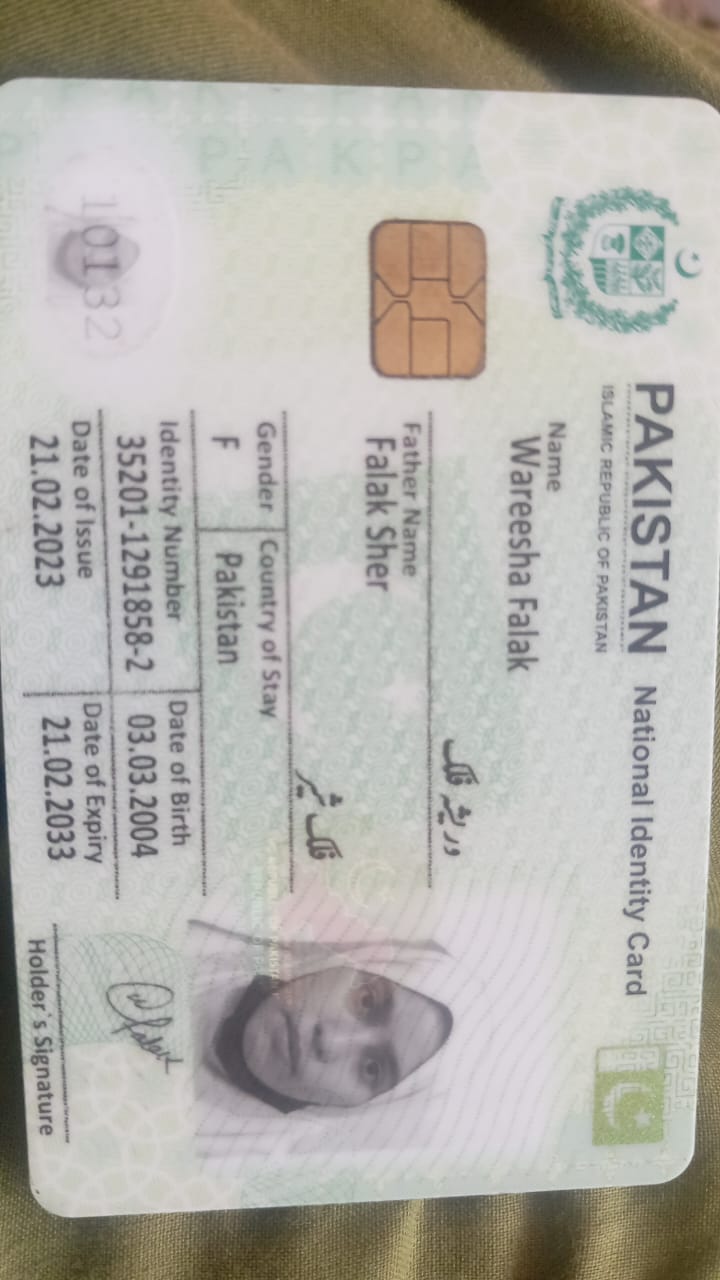 PAKISTAN National Identity Card
ISLAMIC REPUBLIC OF PAKISTAN
Name
Wareesha Falak
وریشہ فلک
Father Name
Falak Sher
فلک شیر
Gender Country of Stay
F Pakistan
Identity Number Date of Birth
35201-1291858-2 03.03.2004
Date of Issue Date of Expiry
21.02.2023 21.02.2033
Holder's Signature
10132
PAKPA